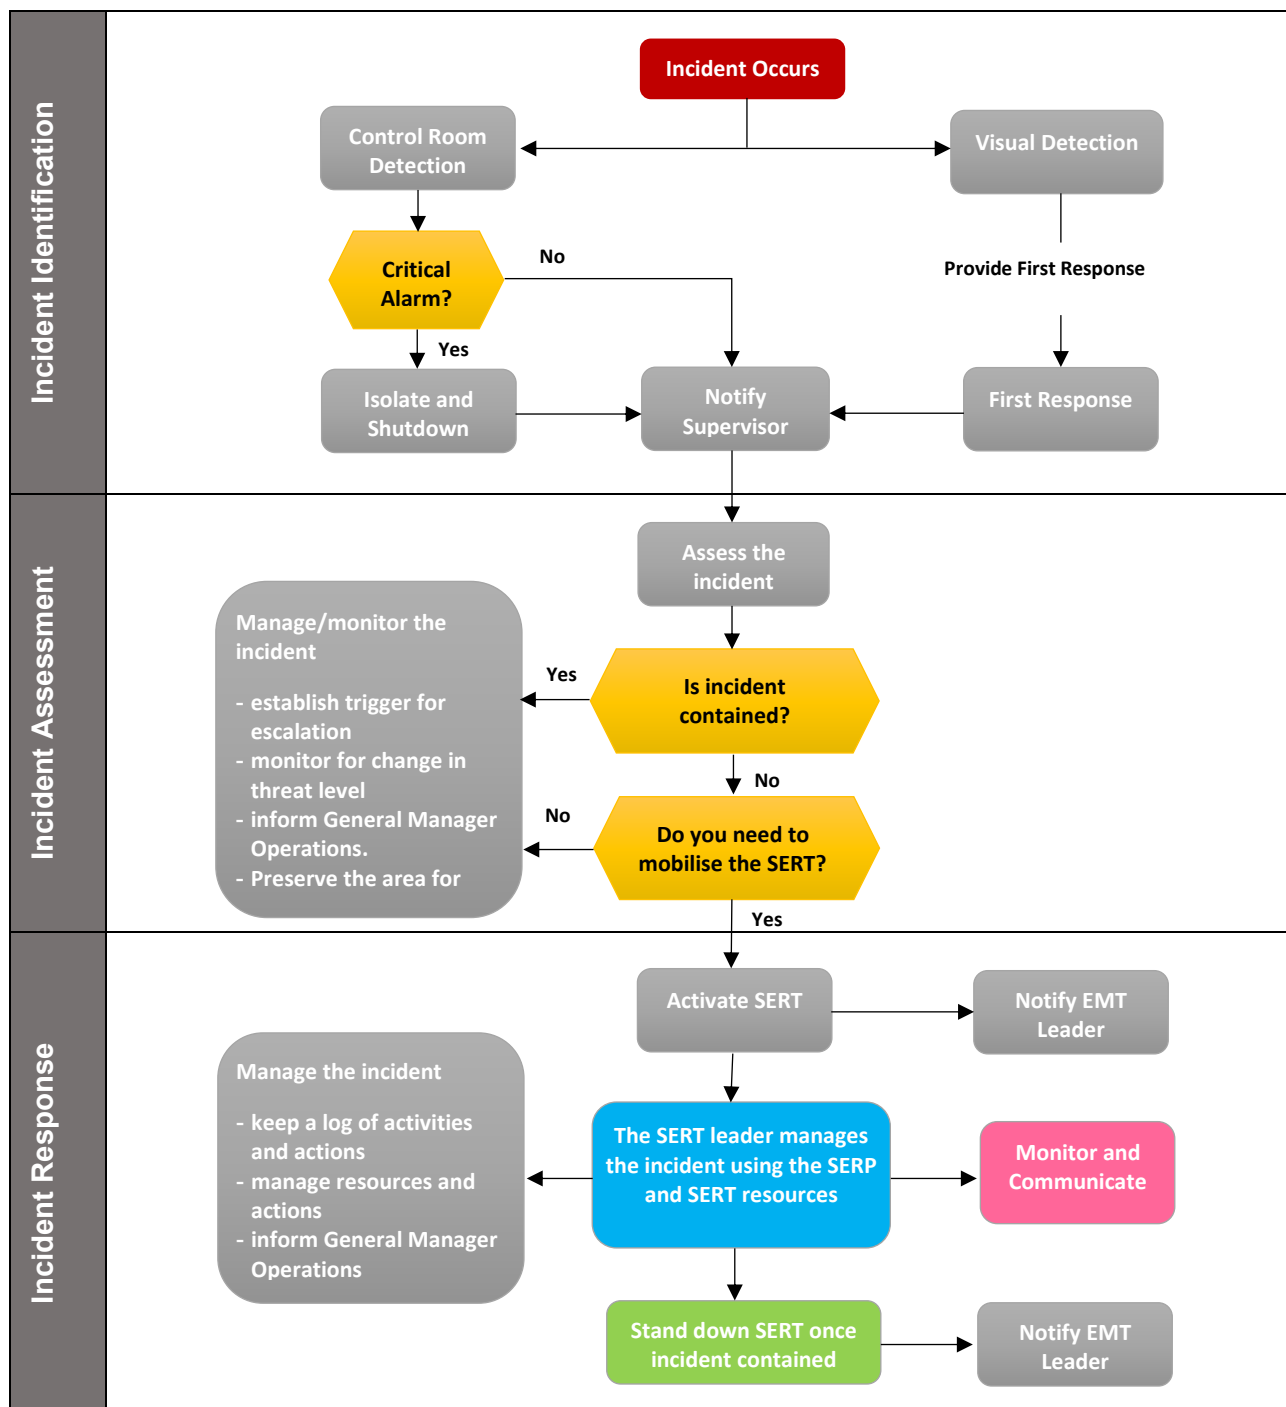 Incident Identification
Incident Occurs
Control Room
Detection
Visual Detection
Critical
Alarm?
No
Provide First Response
Yes
Isolate and
Shutdown
Notify
Supervisor
First Response
Incident Assessment
Assess the
incident
Manage/monitor the
incident
- establish trigger for
escalation
- monitor for change in
threat level
- inform General Manager
Operations.
- Preserve the area for
Yes
Is incident
contained?
No
No
Do you need to
mobilise the SERT?
Yes
Incident Response
Activate SERT
Notify EMT
Leader
Manage the incident
- keep a log of activities
and actions
- manage resources and
actions
- inform General Manager
Operations
The SERT leader manages
the incident using the SERP
and SERT resources
Monitor and
Communicate
Stand down SERT once
incident contained
Notify EMT
Leader